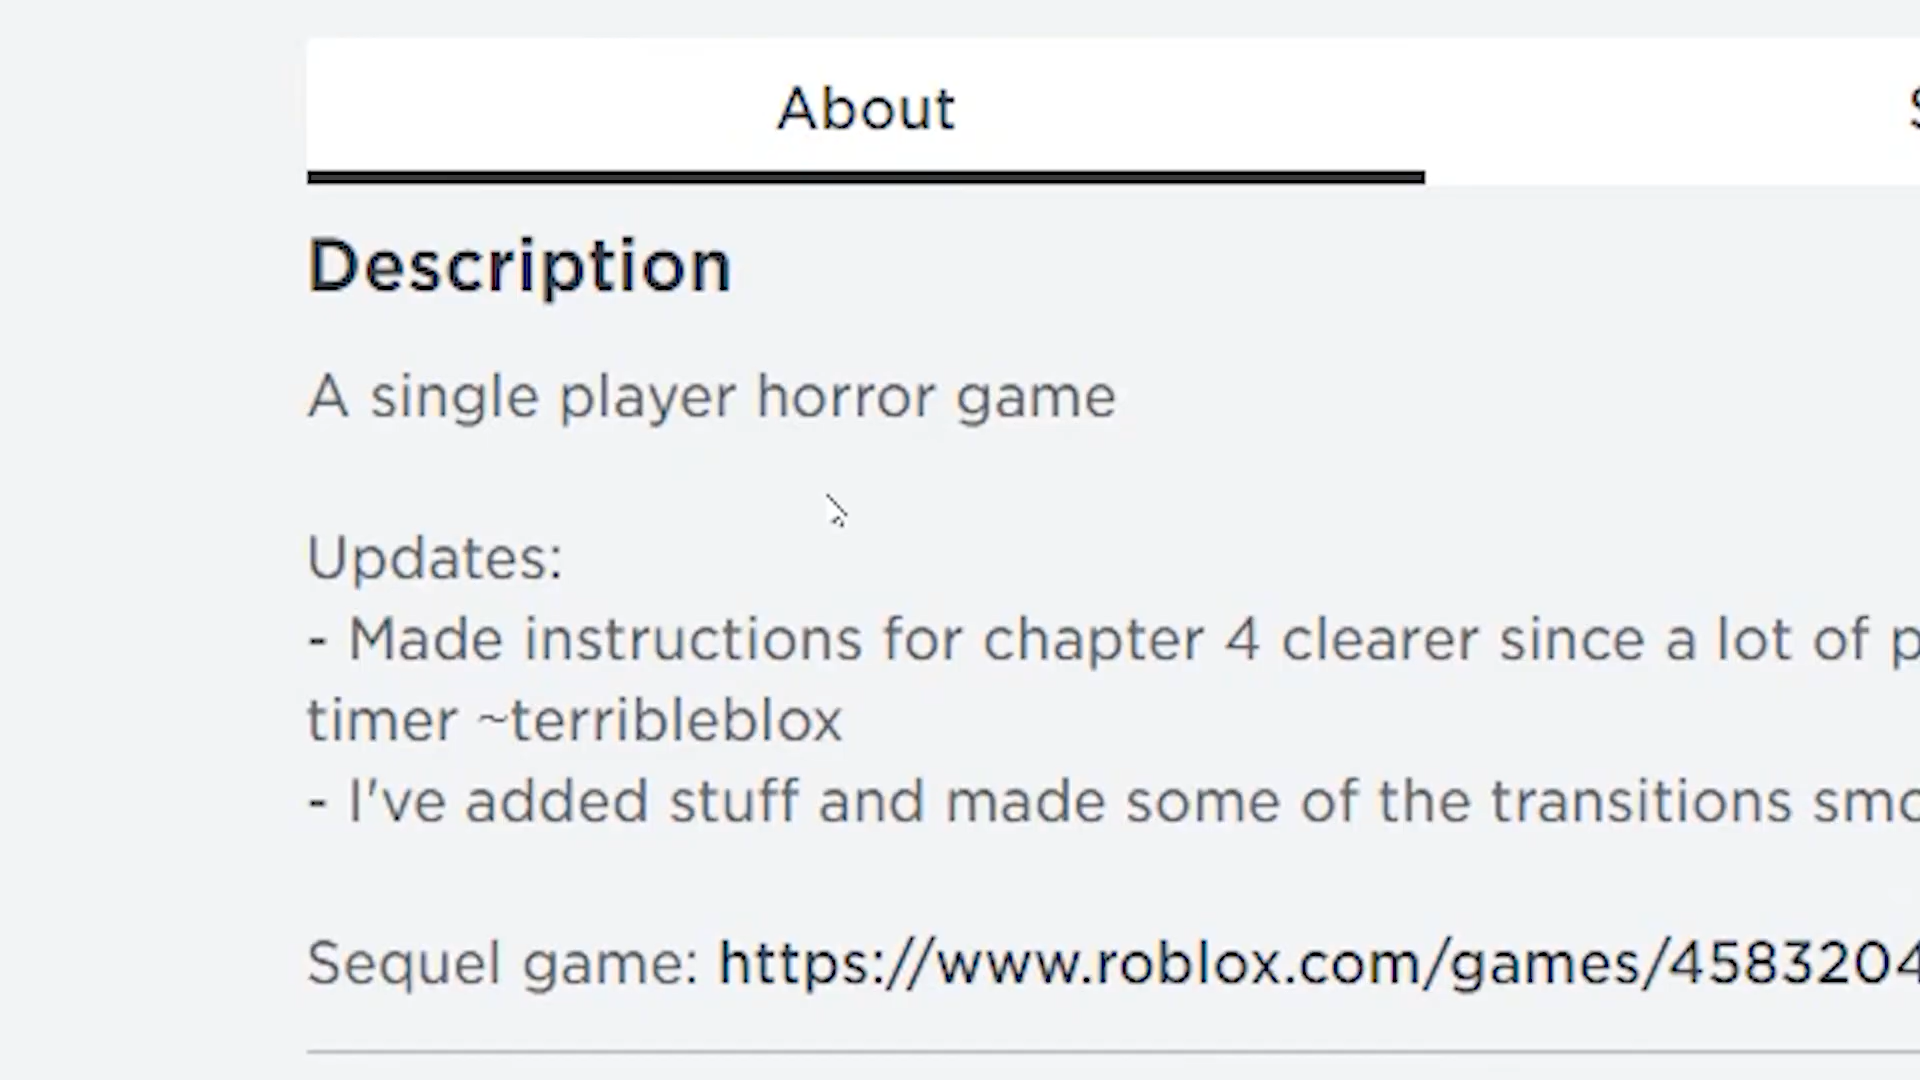 About
Description
A single player horror game
Updates:
- Made instructions for chapter 4 clearer since a lot of
timer ~terribleblox
- I've added stuff and made some of the transitions
Sequel game: https://www.roblox.com/games/4583204